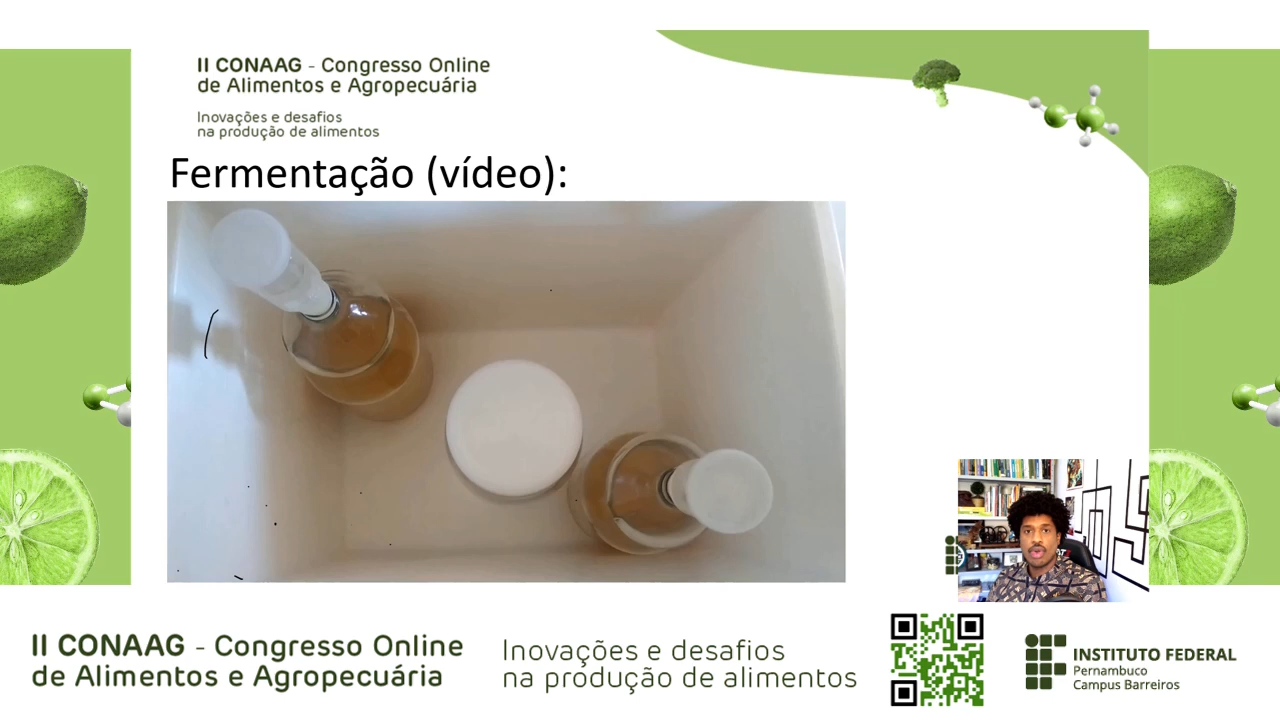 II CONAAG - Congresso Online
de Alimentos e Agropecuária
Inovações e desafios
na produção de alimentos
Fermentação (vídeo):
II CONAAG - Congresso Online
de Alimentos e Agropecuária
Inovações e desafios
na produção de alimentos
INSTITUTO FEDERAL
Pernambuco
Campus Barreiros